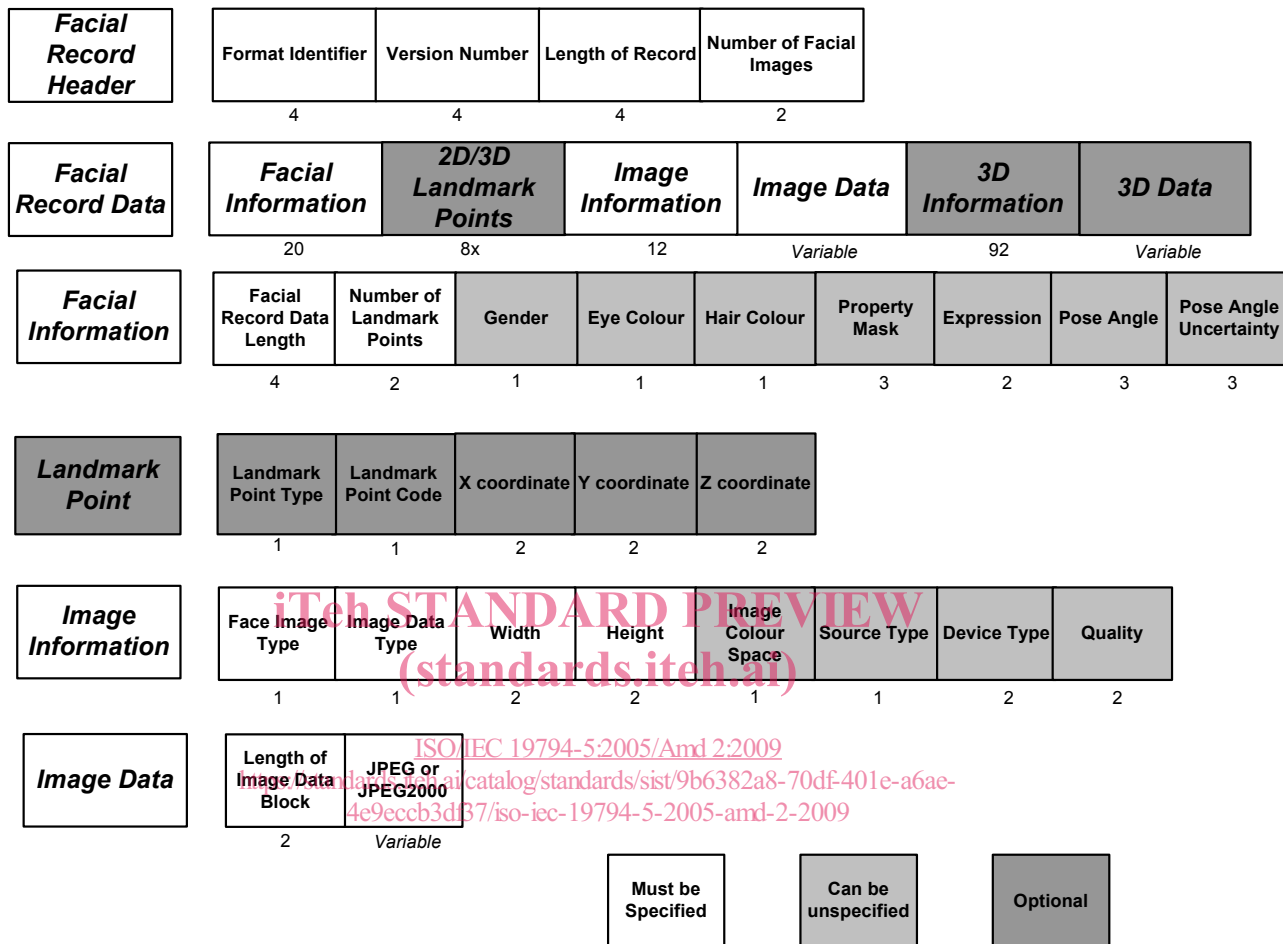 Facial Record Header
Format Identifier
Version Number
Length of Record
Number of Facial Images
4
4
4
2
Facial Record Data
Facial Information
2D/3D Landmark Points
Image Information
Image Data
3D Information
3D Data
20
8x
12
Variable
92
Variable
Facial Information
Facial Record Data Length
Number of Landmark Points
Gender
Eye Colour
Hair Colour
Property Mask
Expression
Pose Angle
Pose Angle Uncertainty
4
2
1
1
1
3
2
3
3
Landmark Point
Landmark Point Type
Landmark Point Code
X coordinate
Y coordinate
Z coordinate
1
1
2
2
2
Image Information
Face Image Type
Image Data Type
Width
Height
Image Colour Space
Source Type
Device Type
Quality
iTeh STANDARD PREVIEW
(standards.iteh.ai)
1
1
2
2
1
1
2
2
Image Data
Length of Image Data Block
JPEG or JPEG2000
ISO/IEC 19794-5:2005/Amd 2:2009
https://standards.iteh.ai/catalog/standards/sist/9b6382a8-70df-401e-a6ae-
4e9eccb3df37/iso-iec-19794-5-2005-amd-2-2009
2
Variable
Must be Specified
Can be unspecified
Optional